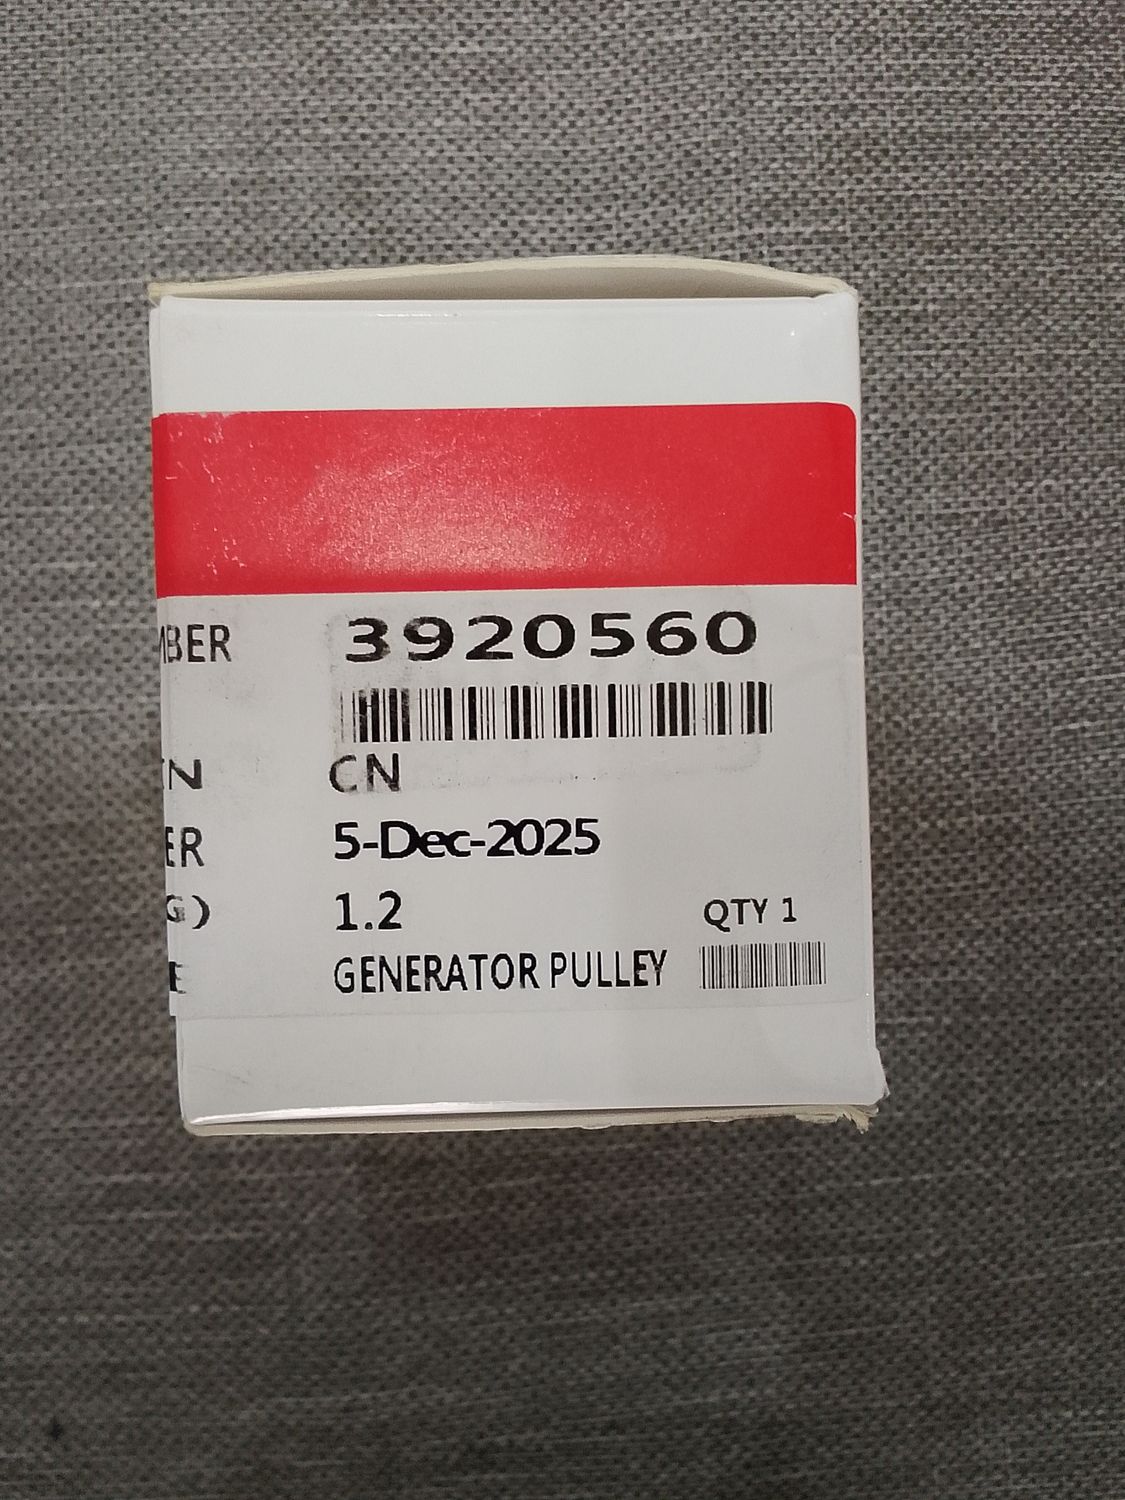 MBER 3920560
N CN
ER 5-Dec-2025
G) 1.2 QTY 1
E GENERATOR PULLEY